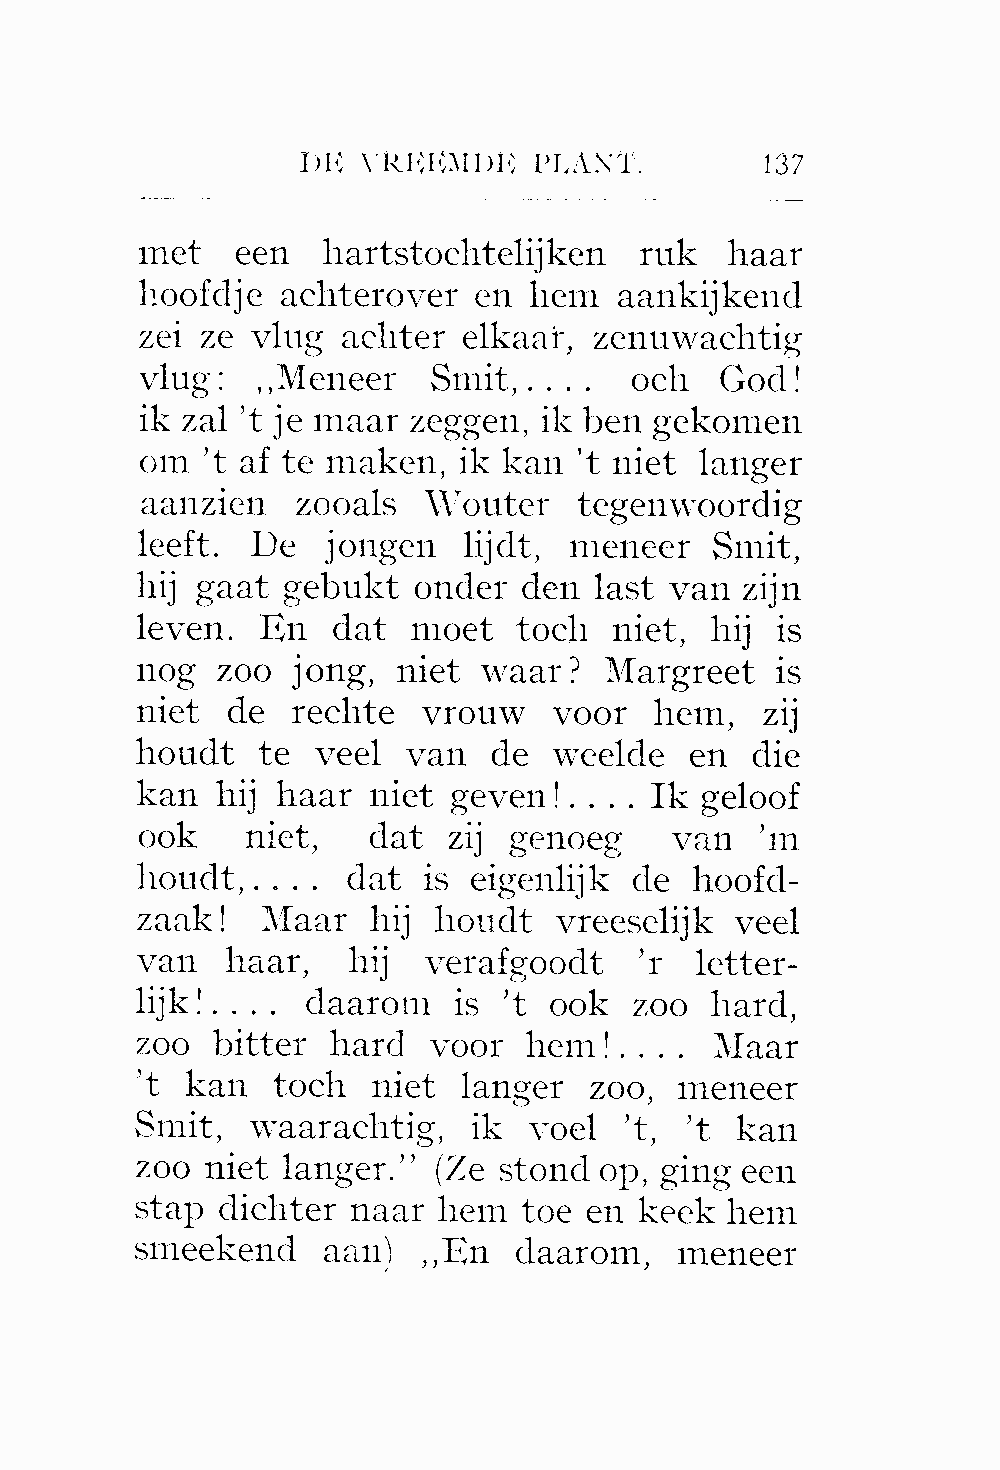 DE VREEMDE PLANT. 137
met een hartstochtelijken ruk haar
hoofdje achterover en hem aankijkend
zei ze vlug achter elkaar, zenuwachtig
vlug: ,,Meneer Smit,.... och God!
ik zal 't je maar zeggen, ik ben gekomen
om 't af te maken, ik kan 't niet langer
aanzien zooals Wouter tegenwoordig
leeft. De jongen lijdt, meneer Smit,
hij gaat gebukt onder den last van zijn
leven. En dat moet toch niet, hij is
nog zoo jong, niet waar? Margreet is
niet de rechte vrouw voor hem, zij
houdt te veel van de weelde en die
kan hij haar niet geven!.... Ik geloof
ook niet, dat zij genoeg van 'm
houdt,.... dat is eigenlijk de hoofd-
zaak! Maar hij houdt vreeselijk veel
van haar, hij verafgoodt 'r letter-
lijk!.... daarom is 't ook zoo hard,
zoo bitter hard voor hem!.... Maar
't kan toch niet langer zoo, meneer
Smit, waarachtig, ik voel 't, 't kan
zoo niet langer.'' (Ze stond op, ging een
stap dichter naar hem toe en keek hem
smeekend aan) ,,En daarom, meneer